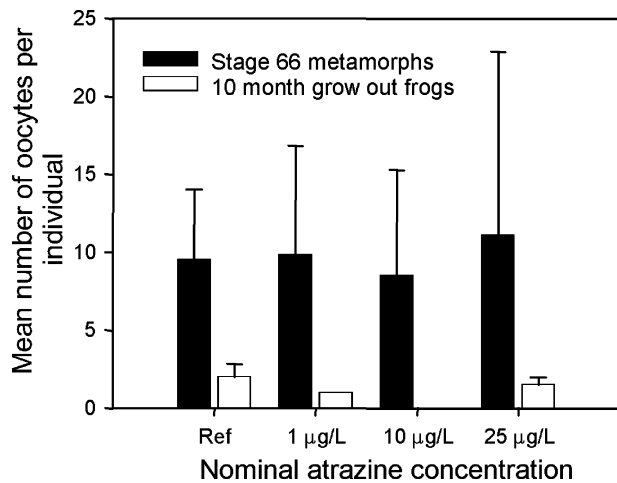 25
20
15
10
5
0
Mean number of oocytes per
individual
Stage 66 metamorphs
10 month grow out frogs
Ref 1 µg/L 10 µg/L 25 µg/L
Nominal atrazine concentration